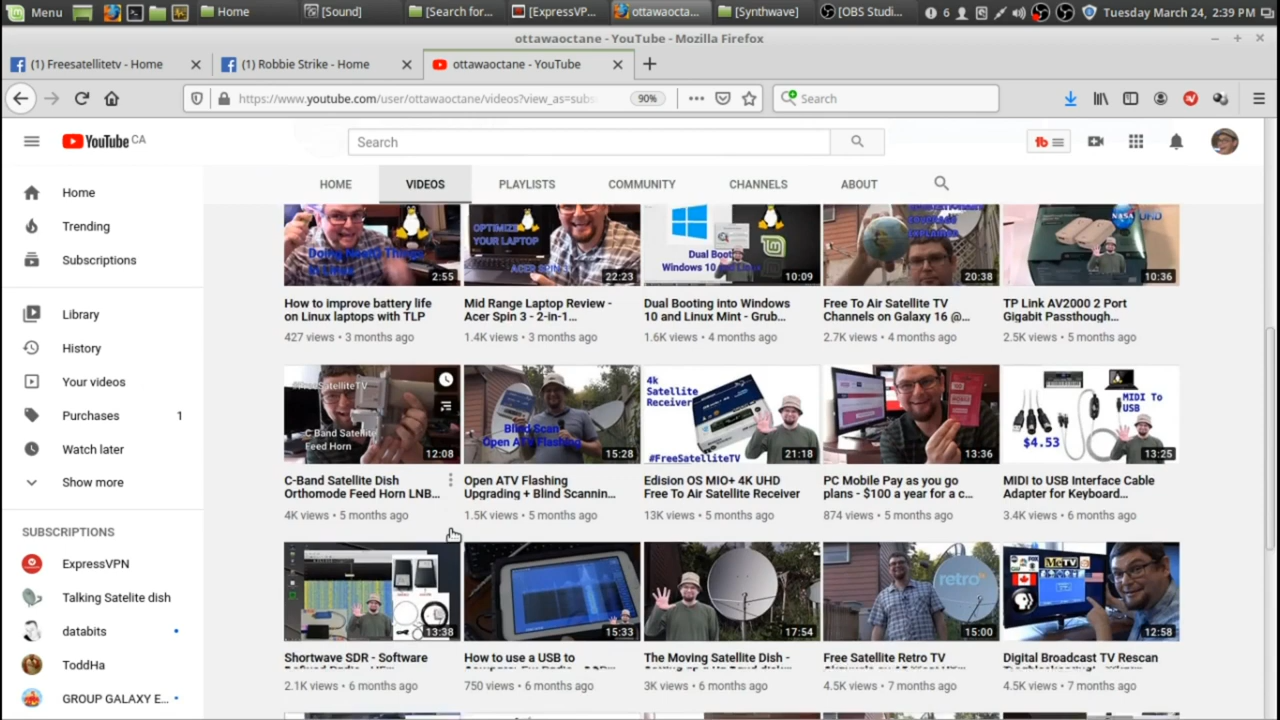 Menu
Home
[Sound]
[Search for...
[ExpressVP...
ottawaocta...
[Synthwave]
[OBS Studi...
6
Tuesday March 24, 2:39 PM
ottawaoctane - YouTube - Mozilla Firefox
(1) Freesatellitetv - Home
(1) Robbie Strike - Home
ottawaoctane - YouTube
https://www.youtube.com/user/ottawaoctane/videos?view_as=subs
90%
Search
YouTube CA
Search
HOME
VIDEOS
PLAYLISTS
COMMUNITY
CHANNELS
ABOUT
Home
Trending
Subscriptions
Library
History
Your videos
Purchases 1
Watch later
Show more
SUBSCRIPTIONS
ExpressVPN
Talking Satelite dish
databits
ToddHa
GROUP GALAXY E...
2:55
OPTIMIZE
YOUR LAPTOP
ACER SPIN
22:23
Dual Boot
Windows 10 and
10:09
20:38
NASA
10:36
How to improve battery life
on Linux laptops with TLP
427 views • 3 months ago
Mid Range Laptop Review -
Acer Spin 3 - 2-in-1...
1.4K views • 3 months ago
Dual Booting into Windows
10 and Linux Mint - Grub...
1.6K views • 4 months ago
Free To Air Satellite TV
Channels on Galaxy 16 @...
2.7K views • 4 months ago
TP Link AV2000 2 Port
Gigabit Passthough...
2.5K views • 5 months ago
#FreeSatelliteTV
C Band Satellite
Feed Horn
12:08
Blind Scan
Open ATV Flashing
15:28
4k
Satellite
Receiver
#FreeSatelliteTV
21:18
13:36
MIDI To
USB
$4.53
13:25
C-Band Satellite Dish
Orthomode Feed Horn LNB...
4K views • 5 months ago
Open ATV Flashing
Upgrading + Blind Scannin...
1.5K views • 5 months ago
Edision OS MIO+ 4K UHD
Free To Air Satellite Receiver
13K views • 5 months ago
PC Mobile Pay as you go
plans - $100 a year for a c...
874 views • 5 months ago
MIDI to USB Interface Cable
Adapter for Keyboard...
3.4K views • 6 months ago
13:38
15:33
17:54
retro
15:00
MeTV
PBS
12:58
Shortwave SDR - Software
2.1K views • 6 months ago
How to use a USB to
750 views • 6 months ago
The Moving Satellite Dish -
3K views • 6 months ago
Free Satellite Retro TV
4.5K views • 7 months ago
Digital Broadcast TV Rescan
4.5K views • 7 months ago